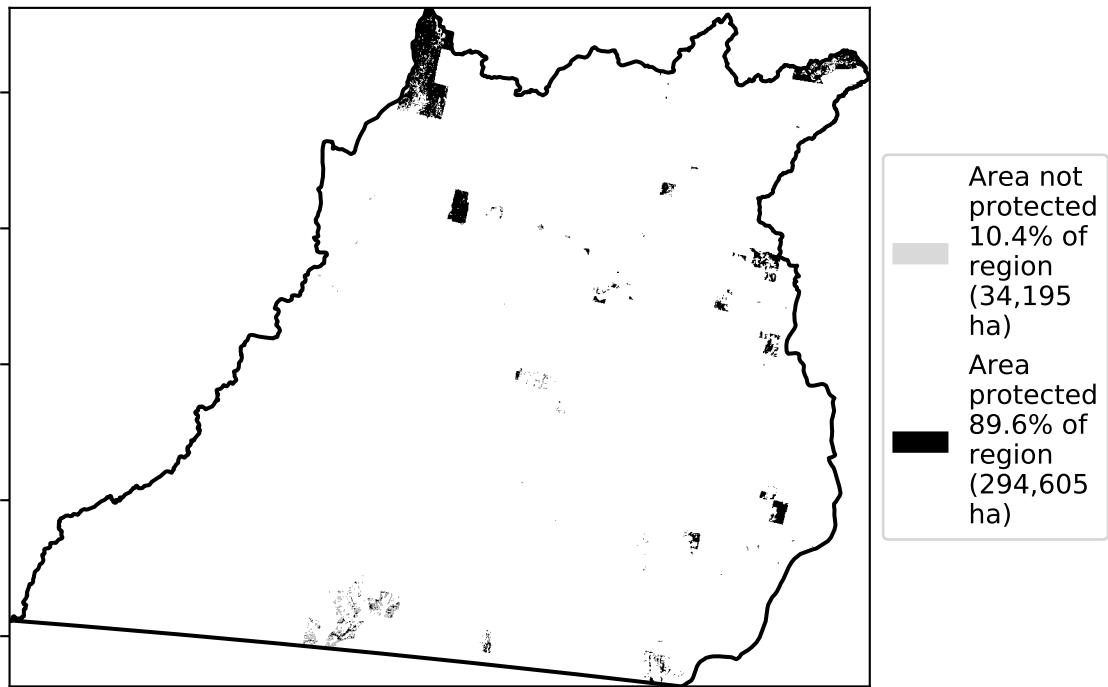 Area not
protected
10.4% of
region
(34,195
ha)
Area
protected
89.6% of
region
(294,605
ha)